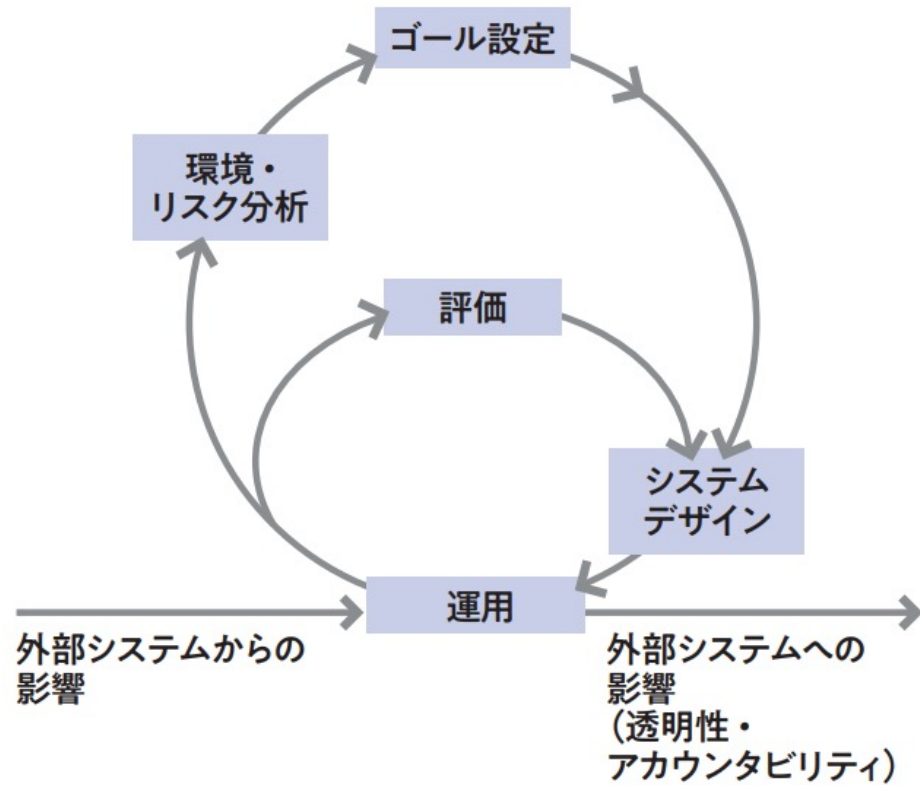 ゴール設定
環境・
リスク分析
評価
システム
デザイン
運用
外部システムからの
影響
外部システムへの
影響
（透明性・
アカウンタビリティ）